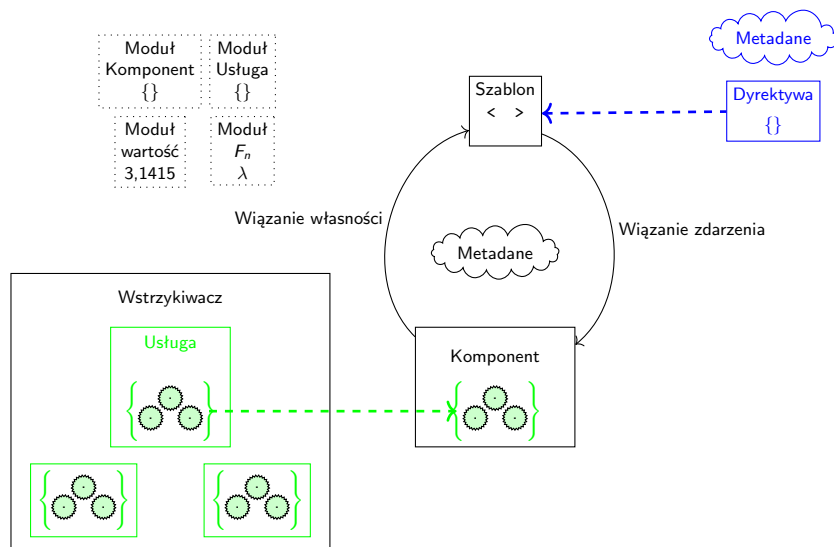 Moduł
Komponent
{}
Moduł
Usługa
{}
Moduł
wartość
3,1415
Moduł
Fn
λ
Szablon
< >
Metadane
Dyrektywa
{}
Wiązanie własności
Metadane
Wiązanie zdarzenia
Wstrzykiwacz
Usługa
Komponent